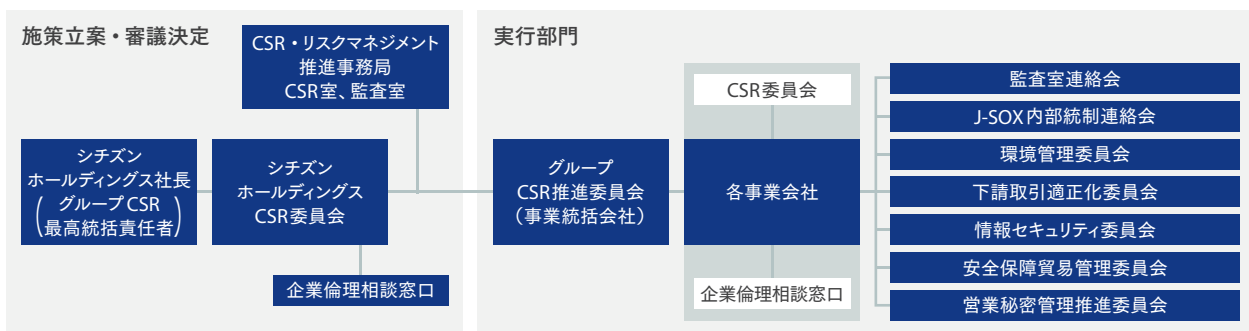 施策立案・審議決定
CSR・リスクマネジメント
推進事務局
CSR室、監査室
シチズン
ホールディングス社長
(グループCSR
最高統括責任者)
シチズン
ホールディングス
CSR委員会
企業倫理相談窓口
実行部門
グループ
CSR推進委員会
(事業統括会社)
CSR委員会
各事業会社
企業倫理相談窓口
監査室連絡会
J-SOX内部統制連絡会
環境管理委員会
下請取引適正化委員会
情報セキュリティ委員会
安全保障貿易管理委員会
営業秘密管理推進委員会